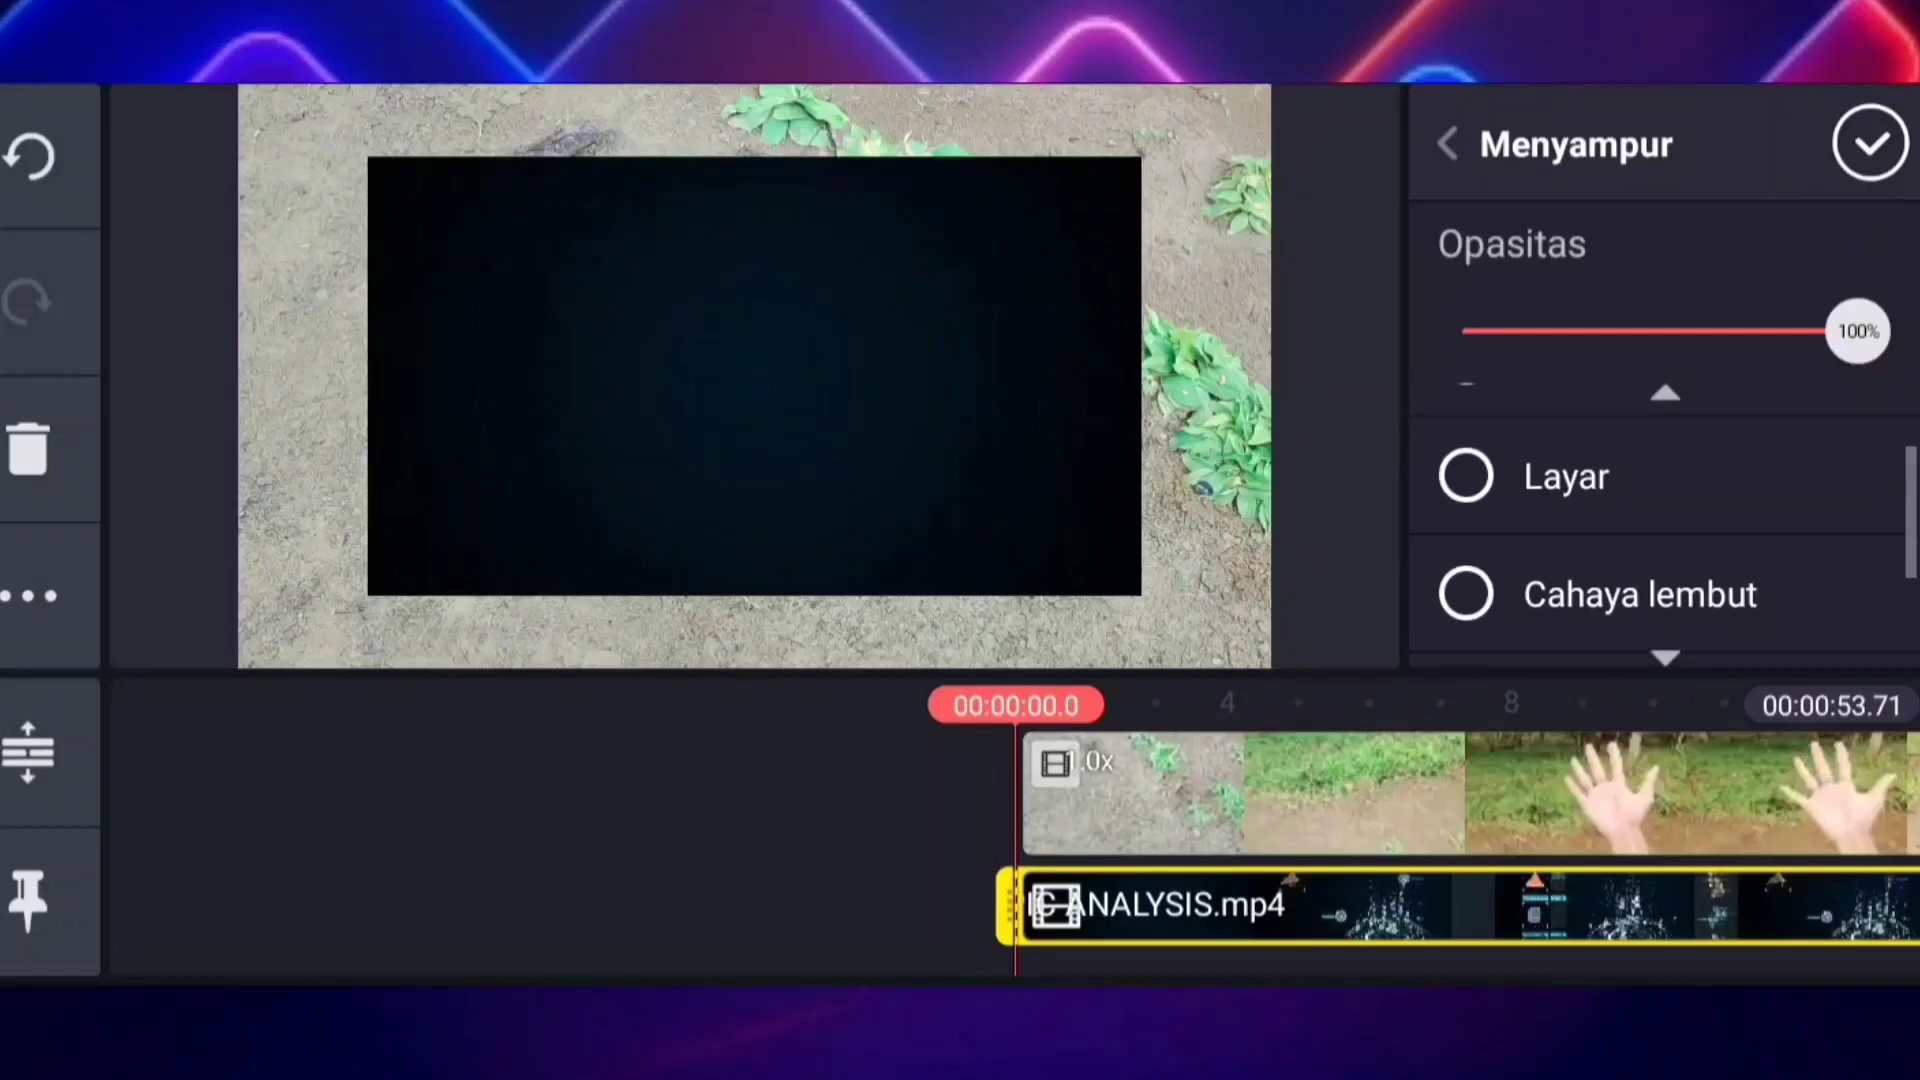 Menyampur
Opasitas
100%
Layar
Cahaya lembut
00:00:00.0
4
8
00:00:53.71
1.0x
IC ANALYSIS.mp4